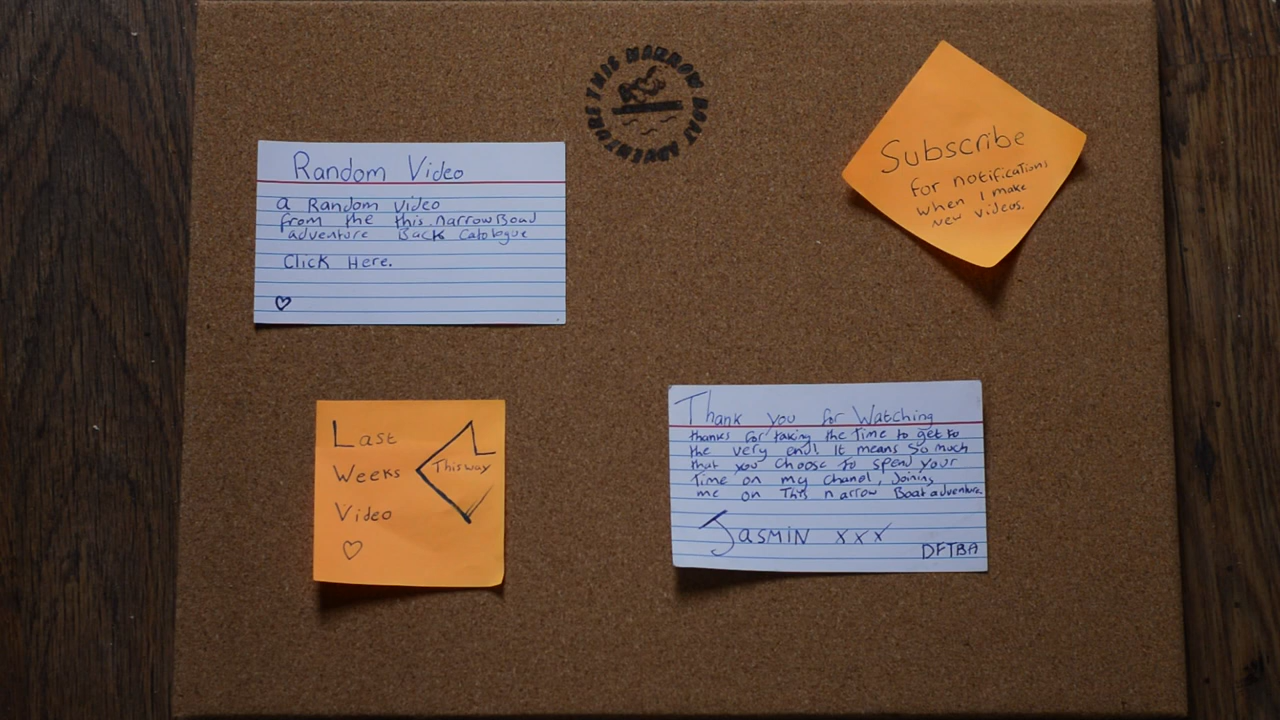 THIS NARROW BOAT ADVENTURE
Random Video
a Random video
from the this narrow Boad
adventure Back Catologue
Click Here.
Subscribe
for notifications
when I make
new videos.
Last
Weeks
Video
This way
Thank you for Watching
thanks for taking the time to get to
the very end! It means so much
that you choose to spend your
time on my chanel, Joining
me on This narrow Boat adventure.
JASMIN xxx
DFTBA